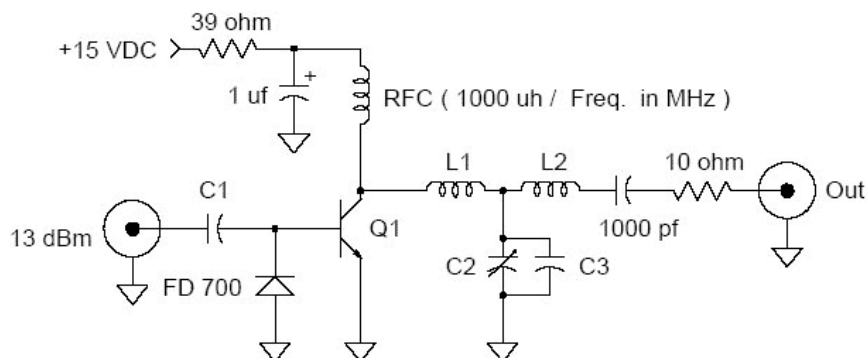 39 ohm
+15 VDC
+
1 uf
RFC ( 1000 uh / Freq. in MHz )
L1
L2
10 ohm
C1
Out
13 dBm
Q1
1000 pf
C2
C3
FD 700